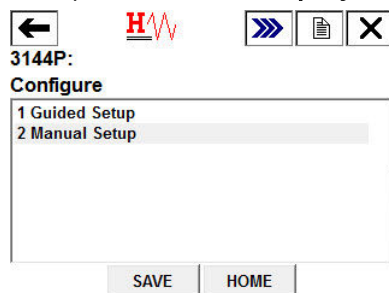 H
3144P:
Configure
1 Guided Setup
2 Manual Setup
SAVE HOME